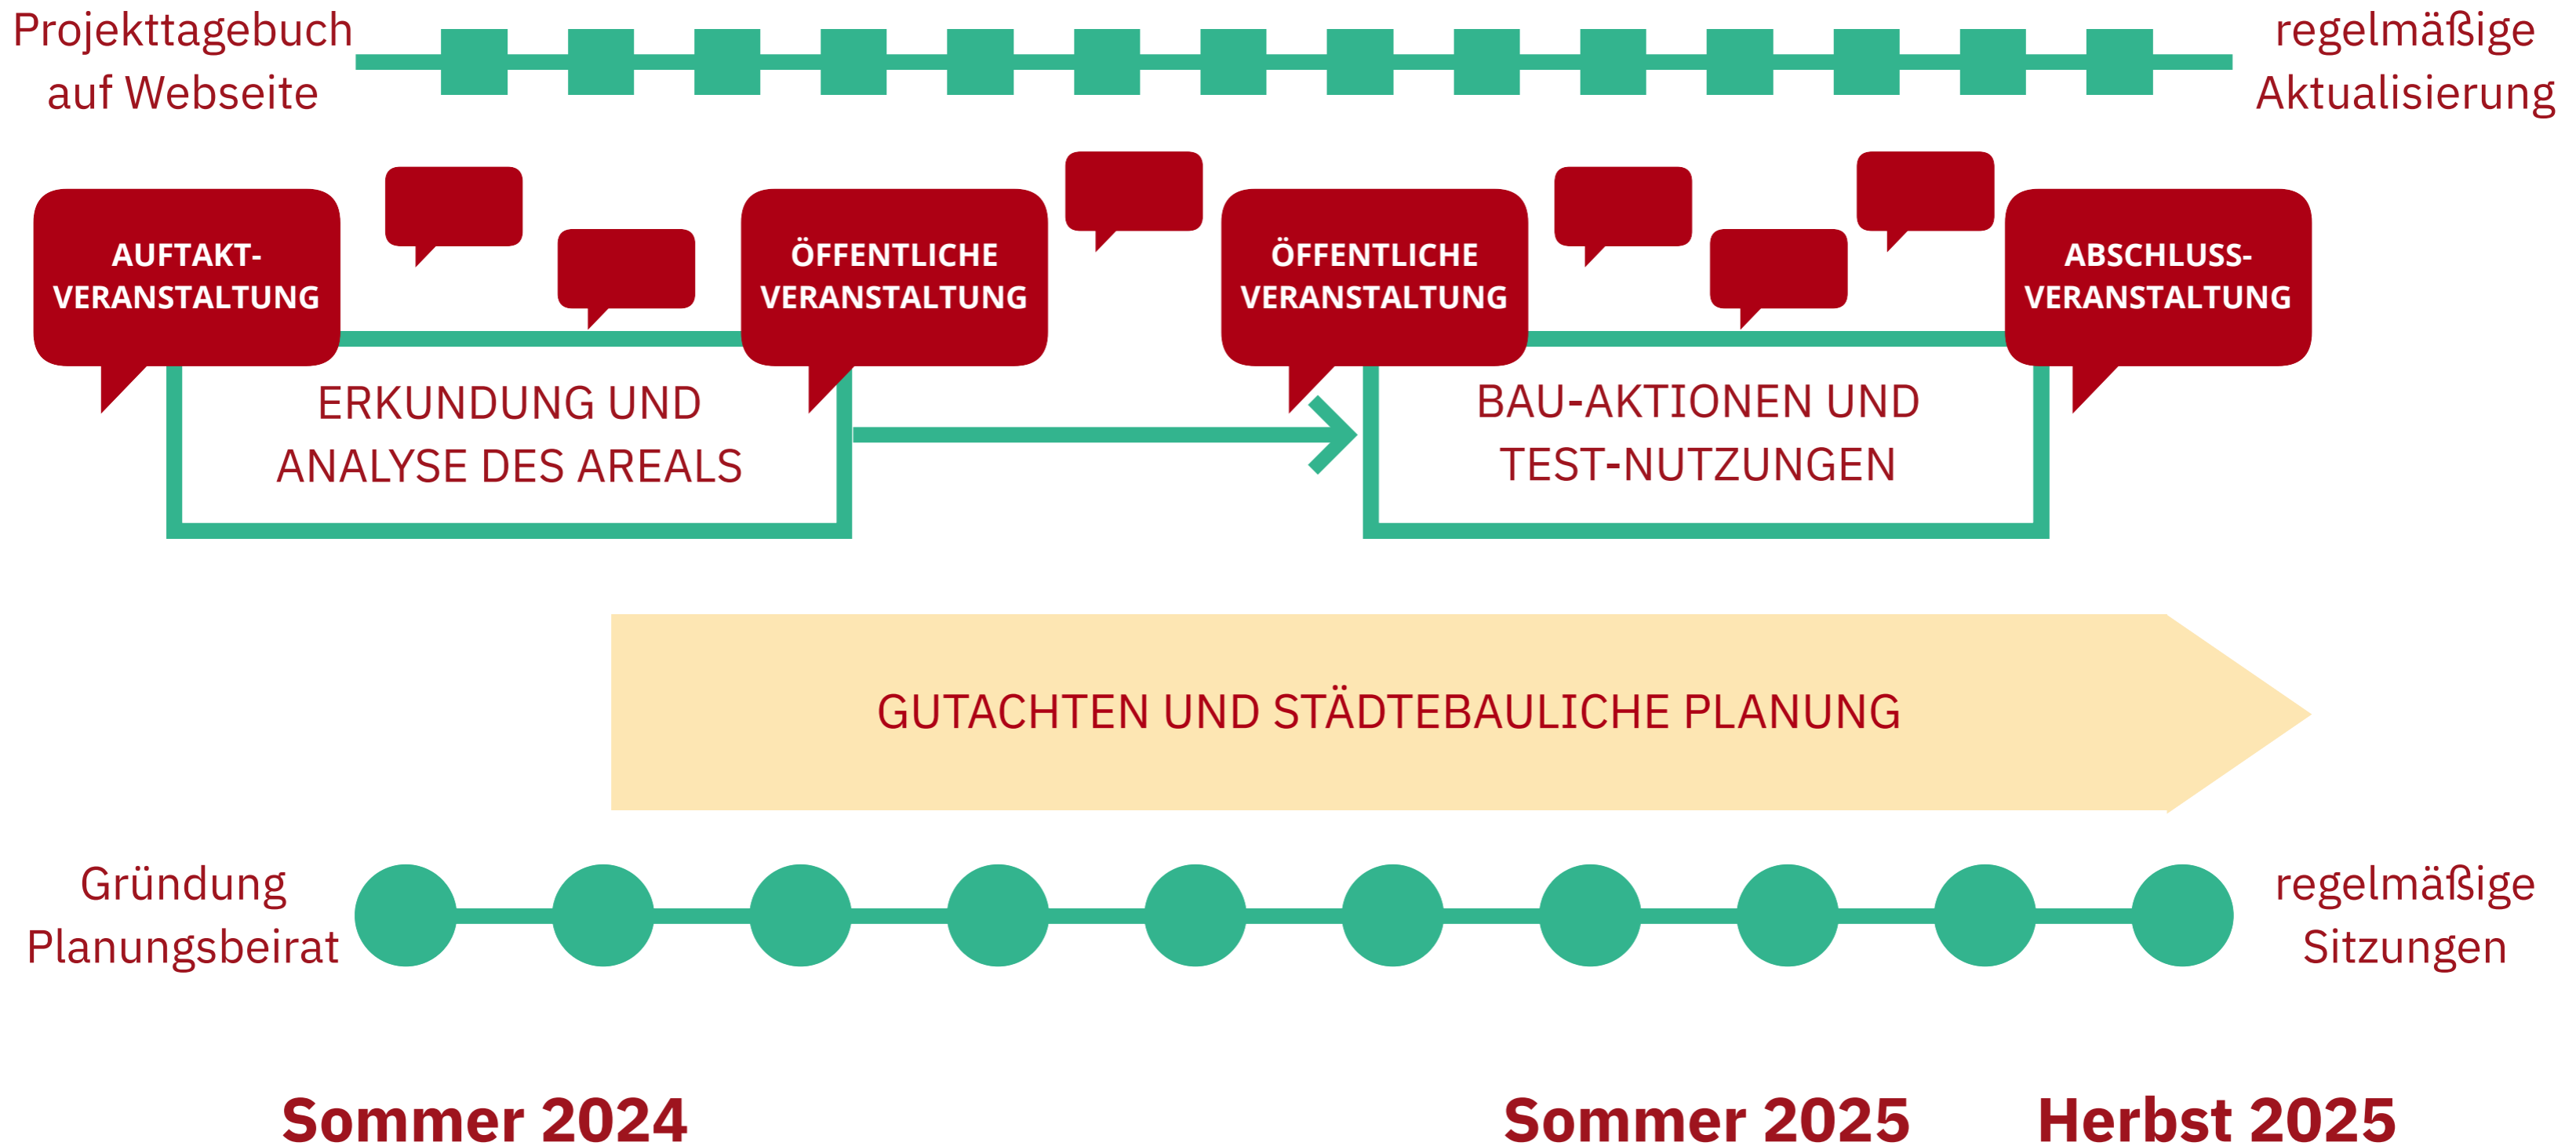 Projekttagebuch
auf Webseite
regelmäßige
Aktualisierung
AUFTAKT-
VERANSTALTUNG
ÖFFENTLICHE
VERANSTALTUNG
ÖFFENTLICHE
VERANSTALTUNG
ABSCHLUSS-
VERANSTALTUNG
ERKUNDUNG UND
ANALYSE DES AREALS
BAU-AKTIONEN UND
TEST-NUTZUNGEN
GUTACHTEN UND STÄDTEBAULICHE PLANUNG
Gründung
Planungsbeirat
regelmäßige
Sitzungen
Sommer 2024
Sommer 2025
Herbst 2025